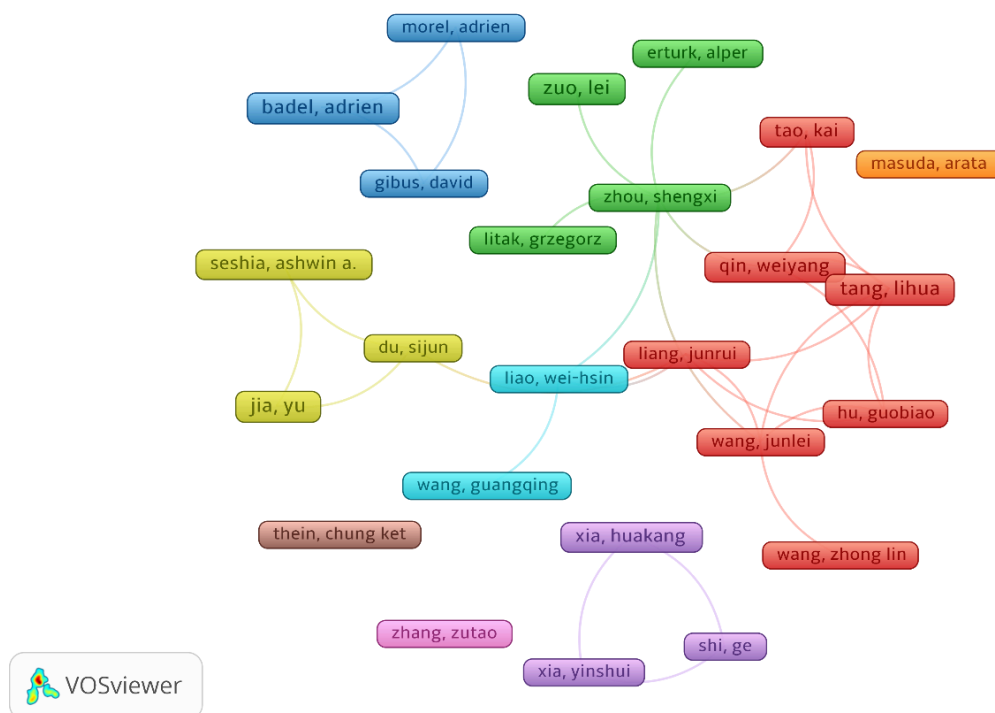 morel, adrien
erturk, alper
zuo, lei
badel, adrien
tao, kai
masuda, arata
gibus, david
zhou, shengxi
litak, grzegorz
seshia, ashwin a.
qin, weiyang
tang, lihua
du, sijun
liang, junrui
liao, wei-hsin
jia, yu
hu, guobiao
wang, junlei
wang, guangqing
thein, chung ket
xia, huakang
wang, zhong lin
zhang, zutao
shi, ge
xia, yinshui
VOSviewer